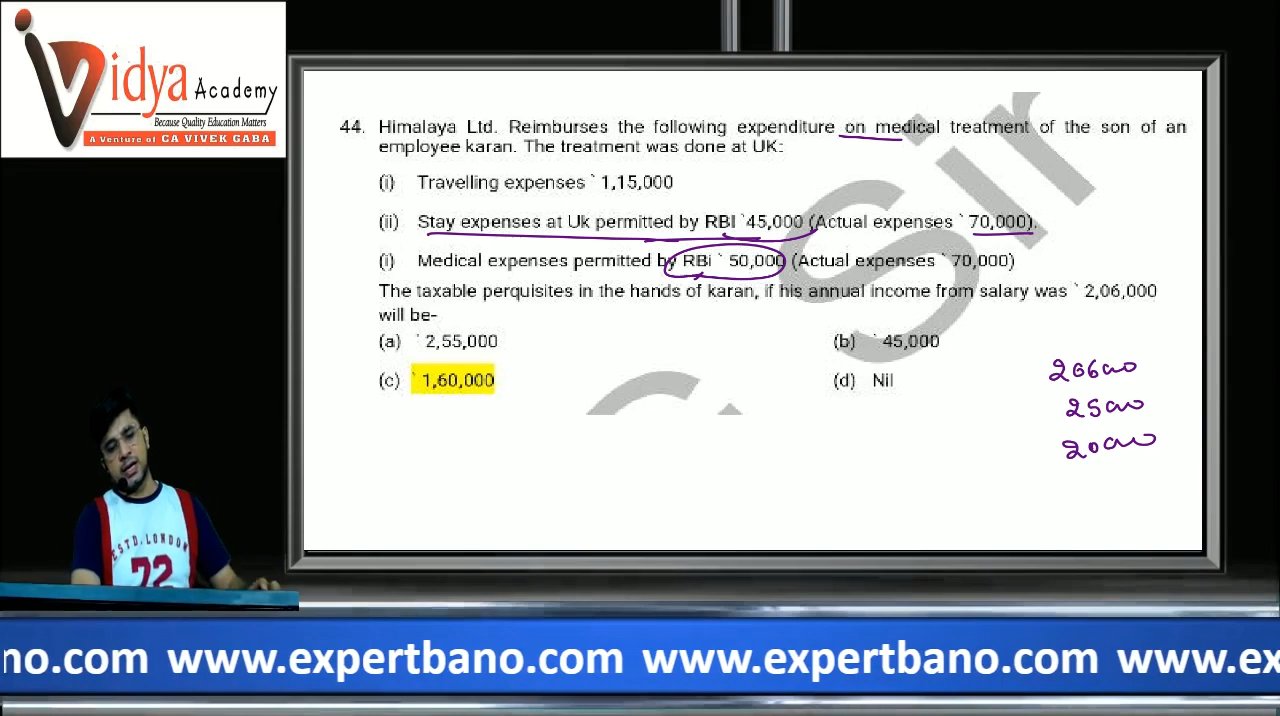 Vidya Academy
Because Quality Education Matters
A Venture of CA VIVEK GABA
44. Himalaya Ltd. Reimburses the following expenditure on medical treatment of the son of an
employee karan. The treatment was done at UK:
(i) Travelling expenses ` 1,15,000
(ii) Stay expenses at Uk permitted by RBI `45,000 (Actual expenses ` 70,000).
(i) Medical expenses permitted by RBi ` 50,000 (Actual expenses ` 70,000)
The taxable perquisites in the hands of karan, if his annual income from salary was ` 2,06,000
will be-
(a) ` 2,55,000 (b) ` 45,000
(c) ` 1,60,000 (d) Nil
Sir
ESTD. LONDON
72
no.com www.expertbano.com www.expertbano.com www.ex